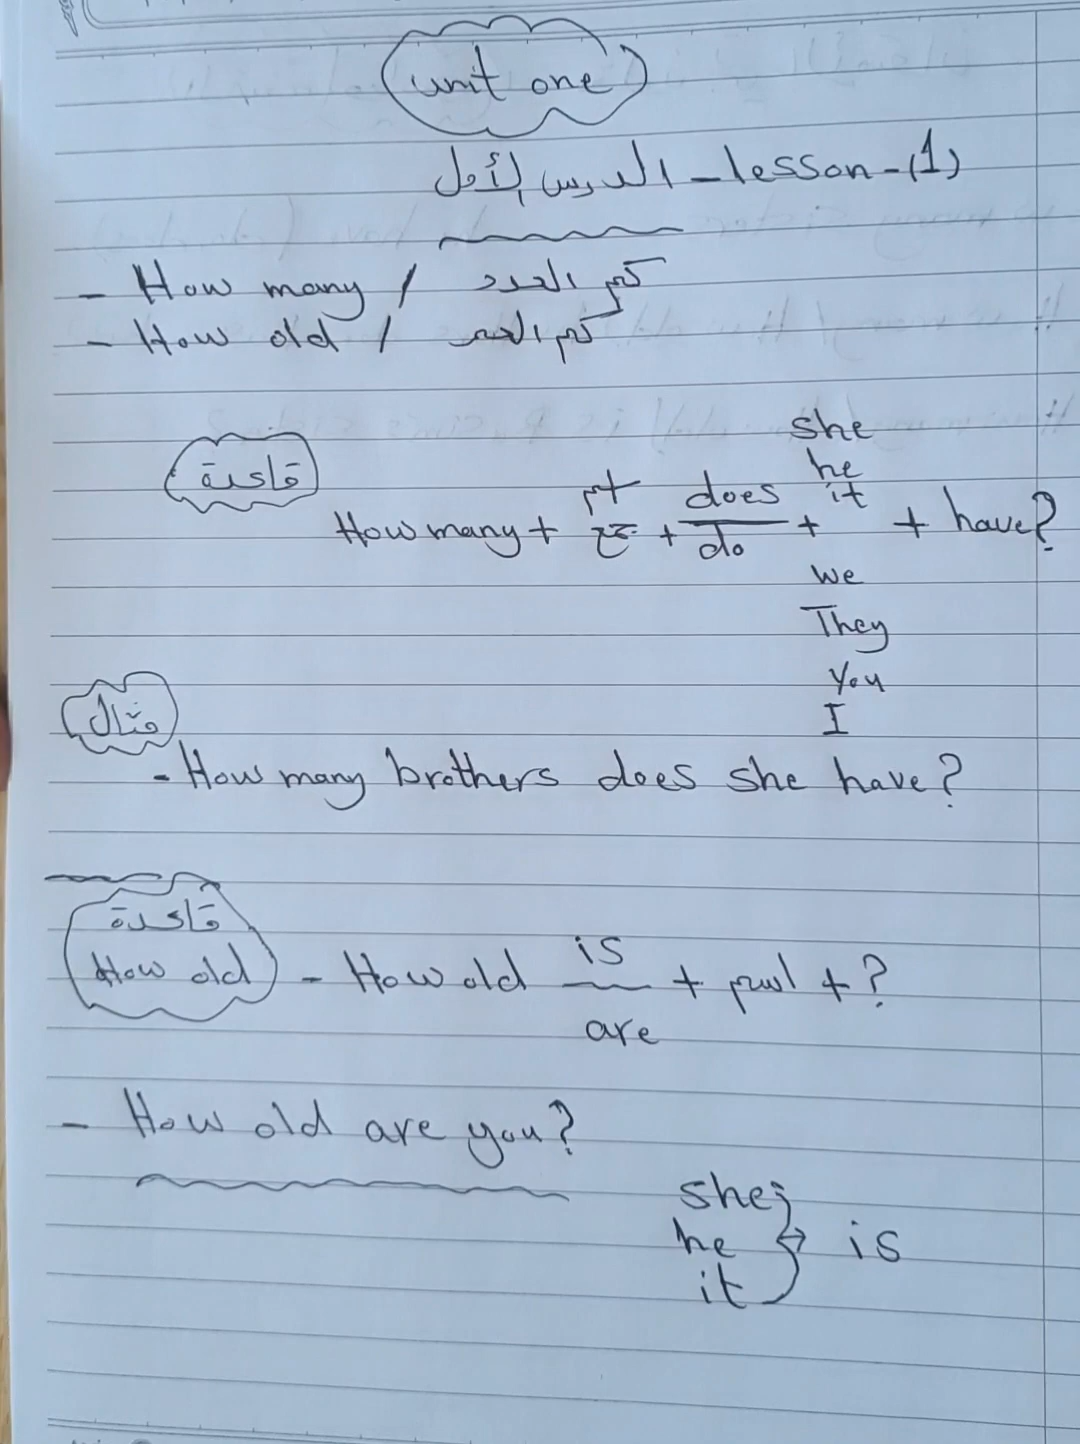 unit one
الدرس الأول - lesson - (1)
- How many / كم العدد
- How old / كم العمر
قاعدة
she
he
it
How many + اسم جمع + does / do + + have?
we
They
you
I
مثال
- How many brothers does she have?
قاعدة
How old
- How old is / are + اسم + ?
- How old are you?
she
he
it
is